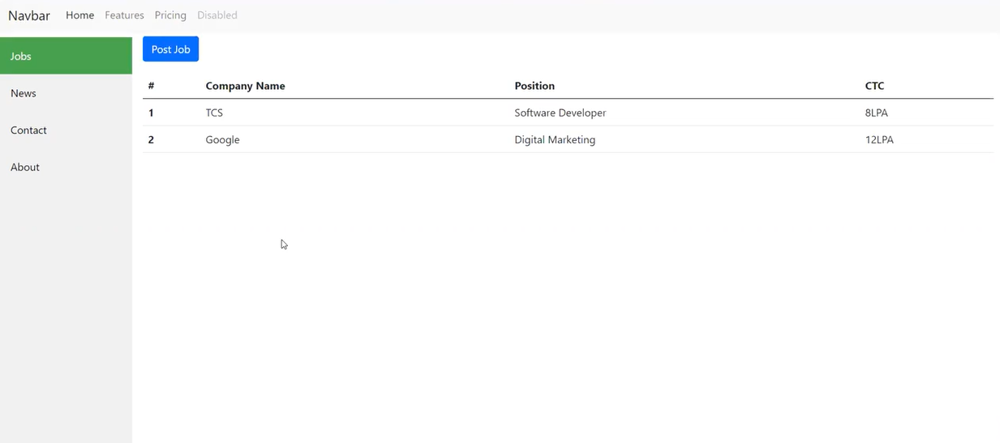 Navbar Home Features Pricing Disabled
Jobs
News
Contact
About
Post Job
# Company Name Position CTC
1 TCS Software Developer 8LPA
2 Google Digital Marketing 12LPA